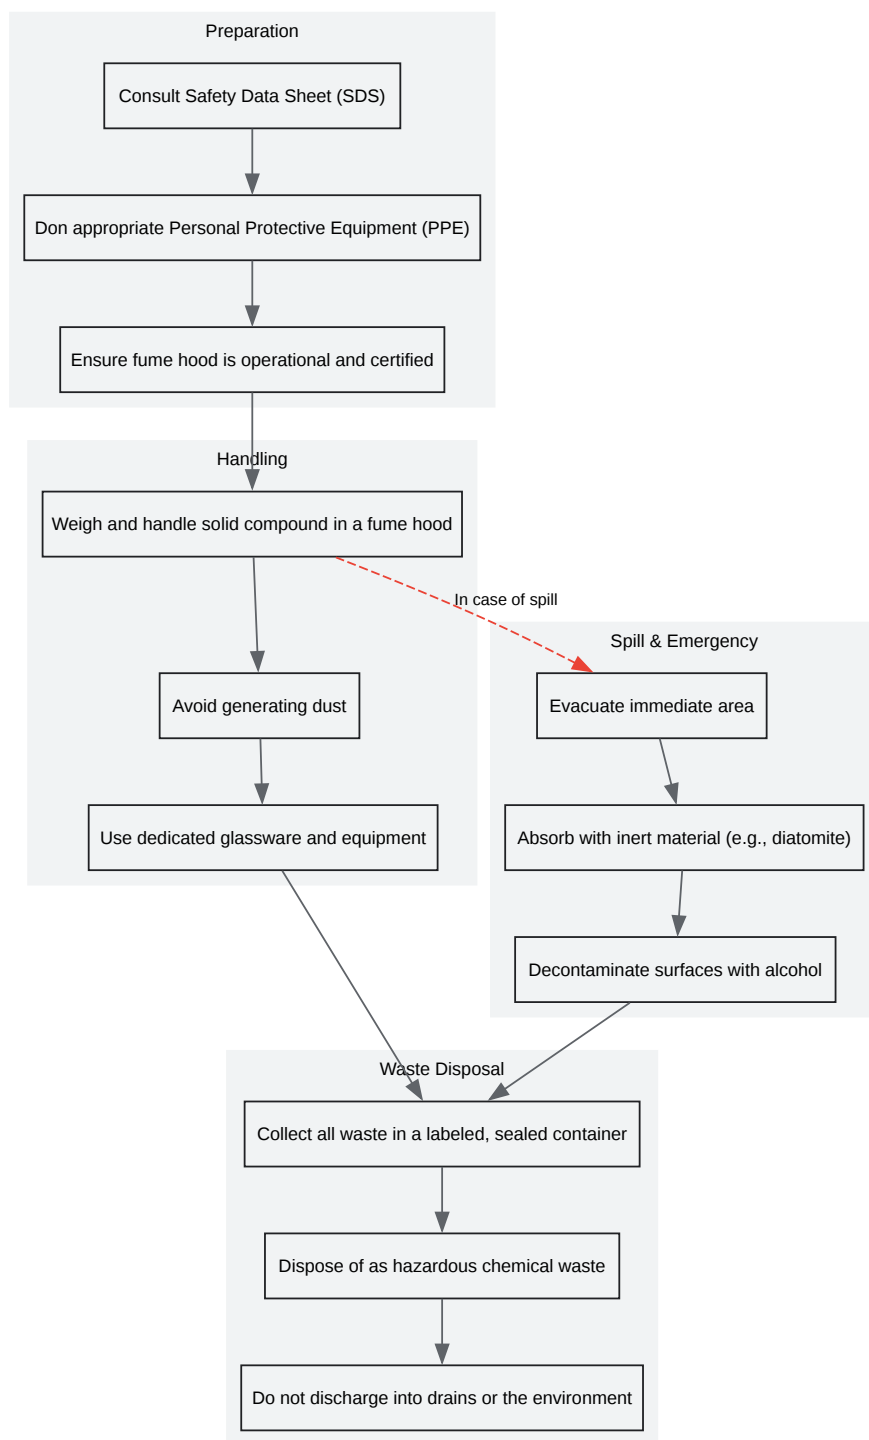 Preparation
Consult Safety Data Sheet (SDS)
Don appropriate Personal Protective Equipment (PPE)
Ensure fume hood is operational and certified
Handling
Weigh and handle solid compound in a fume hood
In case of spill
Spill & Emergency
Avoid generating dust
Evacuate immediate area
Use dedicated glassware and equipment
Absorb with inert material (e.g., diatomite)
Decontaminate surfaces with alcohol
Waste Disposal
Collect all waste in a labeled, sealed container
Dispose of as hazardous chemical waste
Do not discharge into drains or the environment